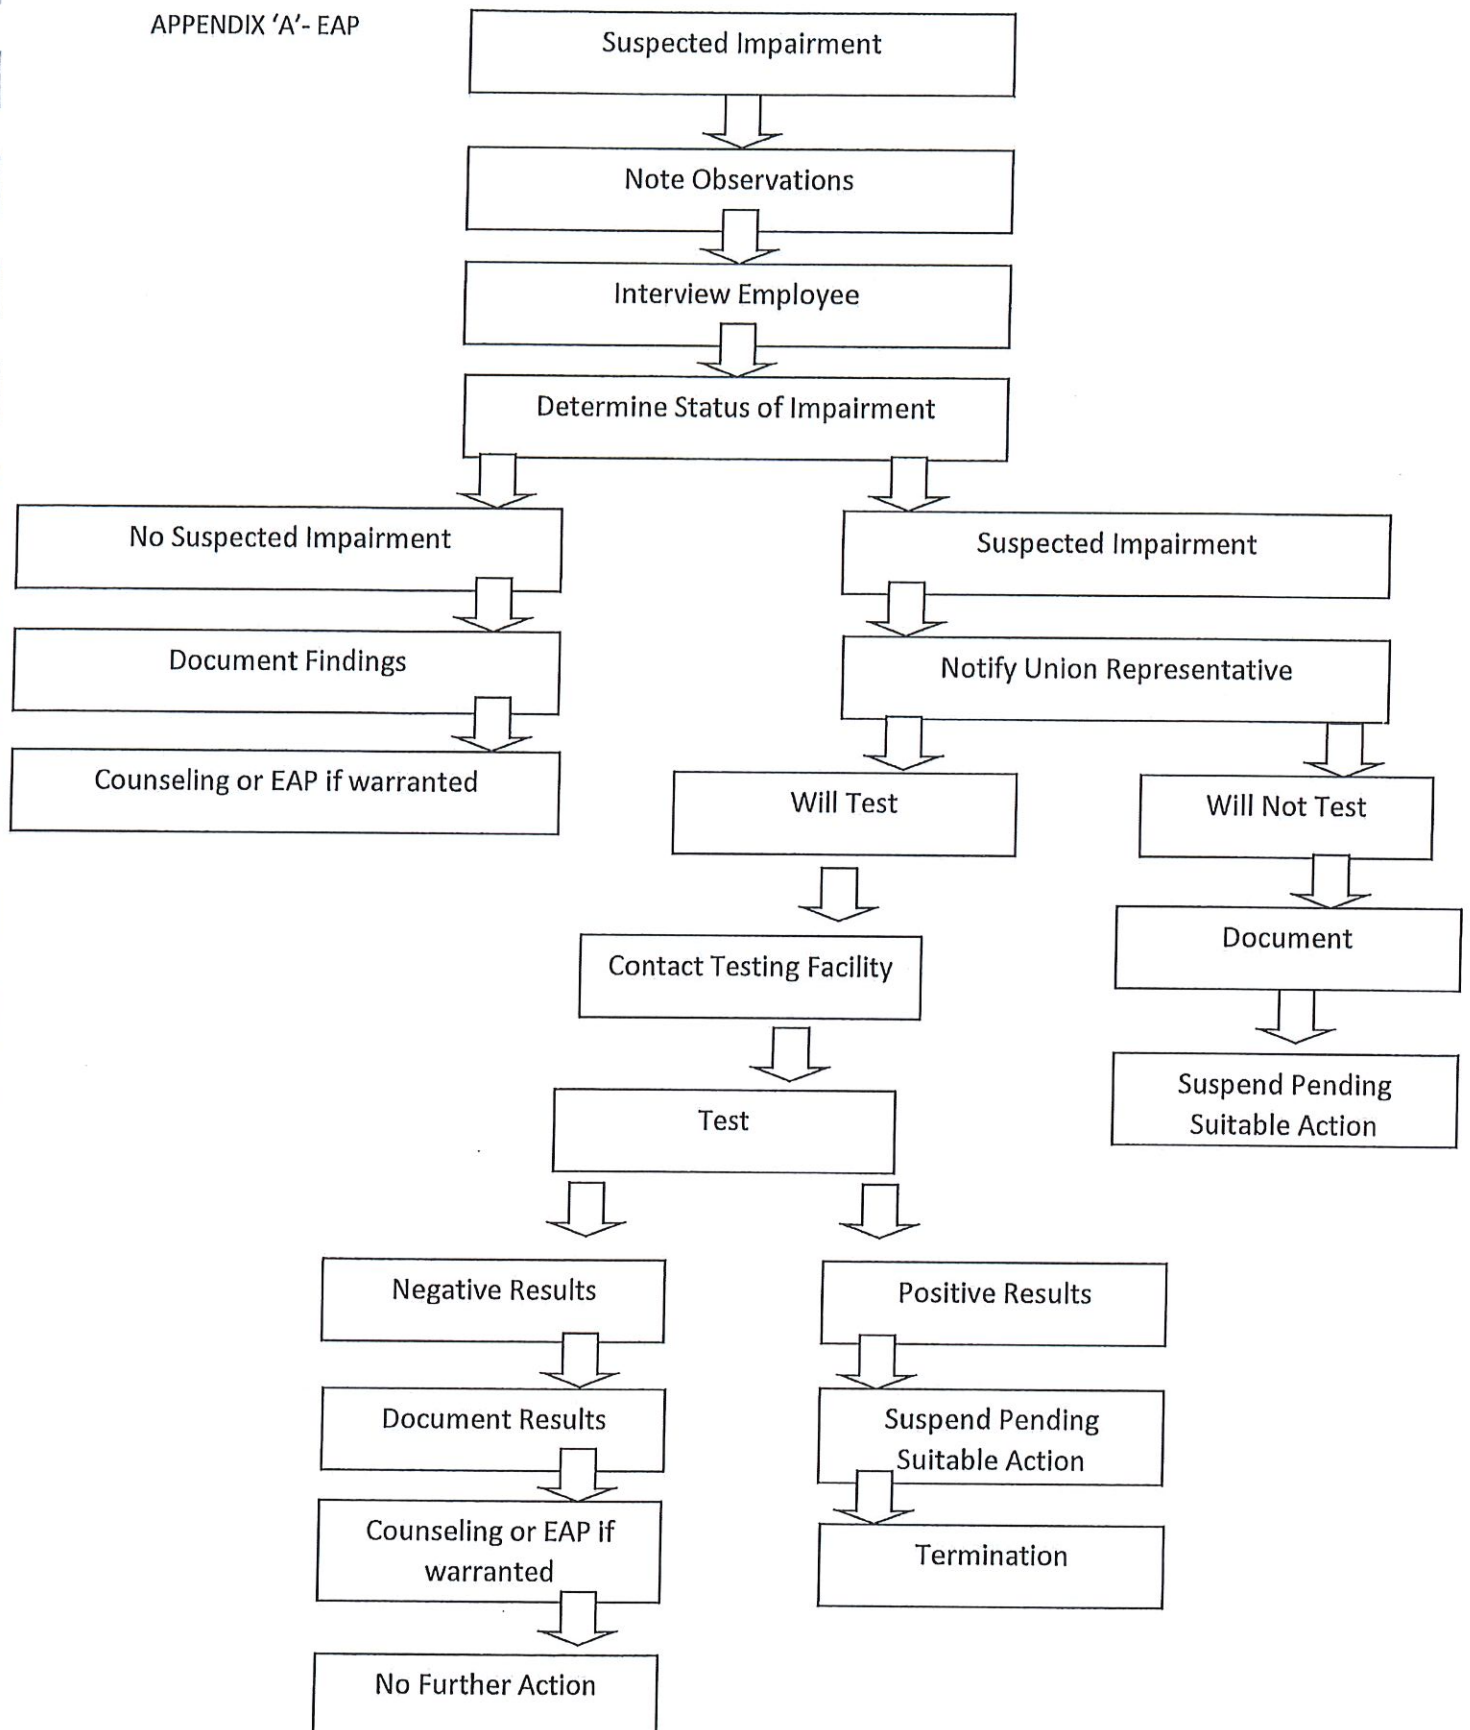 APPENDIX ‘A’- EAP
Suspected Impairment
Note Observations
Interview Employee
Determine Status of Impairment
No Suspected Impairment
Suspected Impairment
Document Findings
Notify Union Representative
Counseling or EAP if warranted
Will Test
Will Not Test
Document
Contact Testing Facility
Suspend Pending
Suitable Action
Test
Negative Results
Positive Results
Document Results
Suspend Pending
Suitable Action
Counseling or EAP if
warranted
Termination
No Further Action